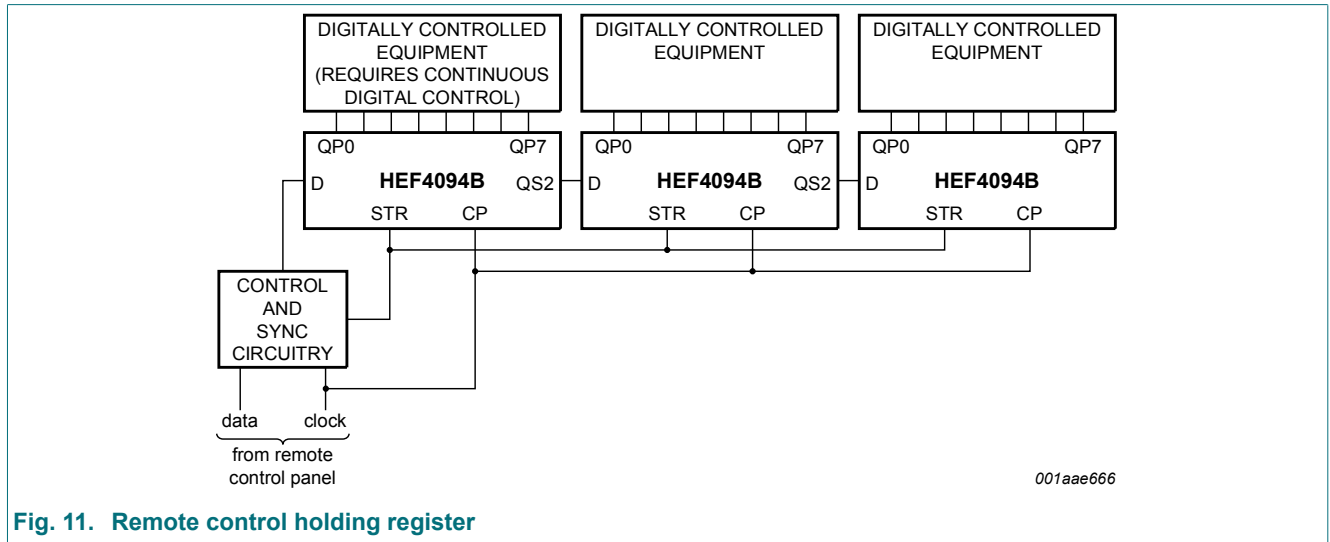 DIGITALLY CONTROLLED
EQUIPMENT
(REQUIRES CONTINUOUS
DIGITAL CONTROL)
DIGITALLY CONTROLLED
EQUIPMENT
DIGITALLY CONTROLLED
EQUIPMENT
QP0 QP7
D HEF4094B QS2
STR CP
QP0 QP7
D HEF4094B QS2
STR CP
QP0 QP7
D HEF4094B
STR CP
CONTROL
AND
SYNC
CIRCUITRY
data clock
from remote
control panel
001aae666
Fig. 11. Remote control holding register